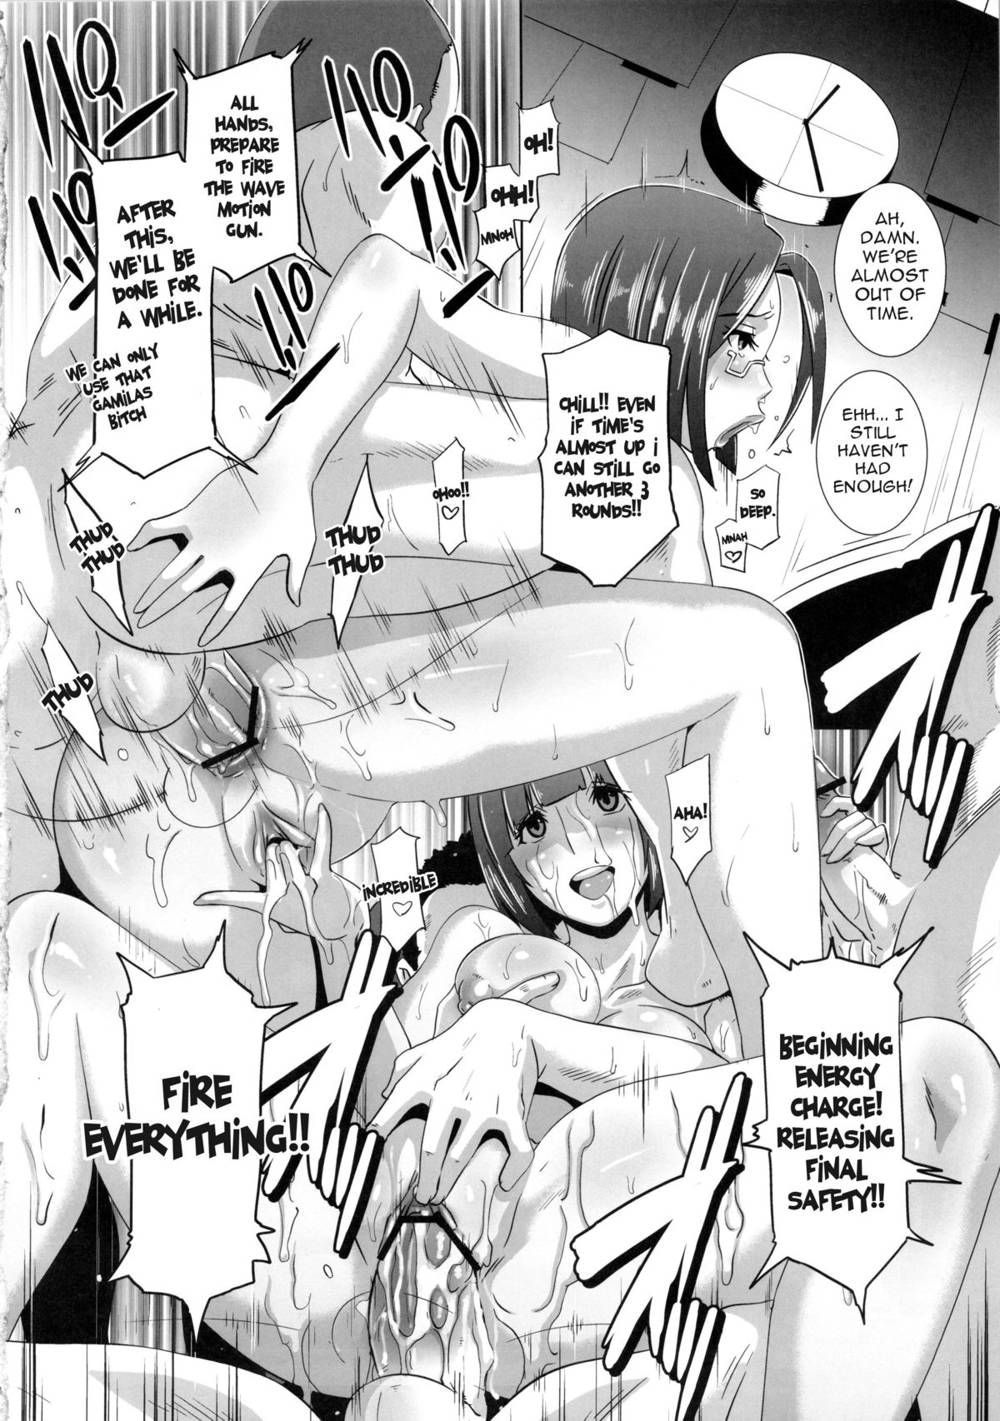 AH,
DAMN.
WE'RE
ALMOST
OUT OF
TIME.
EHH... I
STILL
HAVEN'T
HAD
ENOUGH!
OH!
OHH!
MNOH
SO
DEEP.
MNAH
CHILL!! EVEN
IF TIME'S
ALMOST UP I
CAN STILL GO
ANOTHER 3
ROUNDS!!
OHOO!!
ALL
HANDS,
PREPARE
TO FIRE
THE WAVE
MOTION
GUN.
AFTER
THIS,
WE'LL BE
DONE FOR
A WHILE.
WE CAN ONLY
USE THAT
GAMILAS
BITCH
THUD
THUD
THUD
THUD
THUD
AHA!
INCREDIBLE
BEGINNING
ENERGY
CHARGE!
RELEASING
FINAL
SAFETY!!
FIRE
EVERYTHING!!